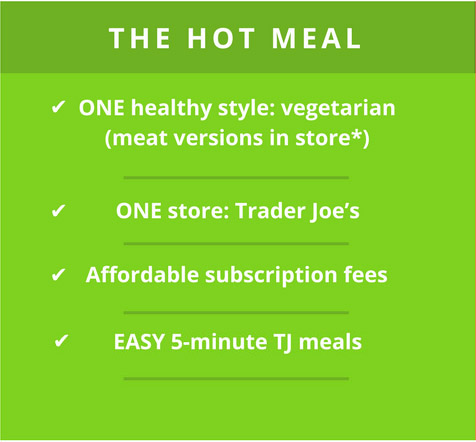 THE HOT MEAL
✔ ONE healthy style: vegetarian
(meat versions in store*)
✔ ONE store: Trader Joe’s
✔ Affordable subscription fees
✔ EASY 5-minute TJ meals